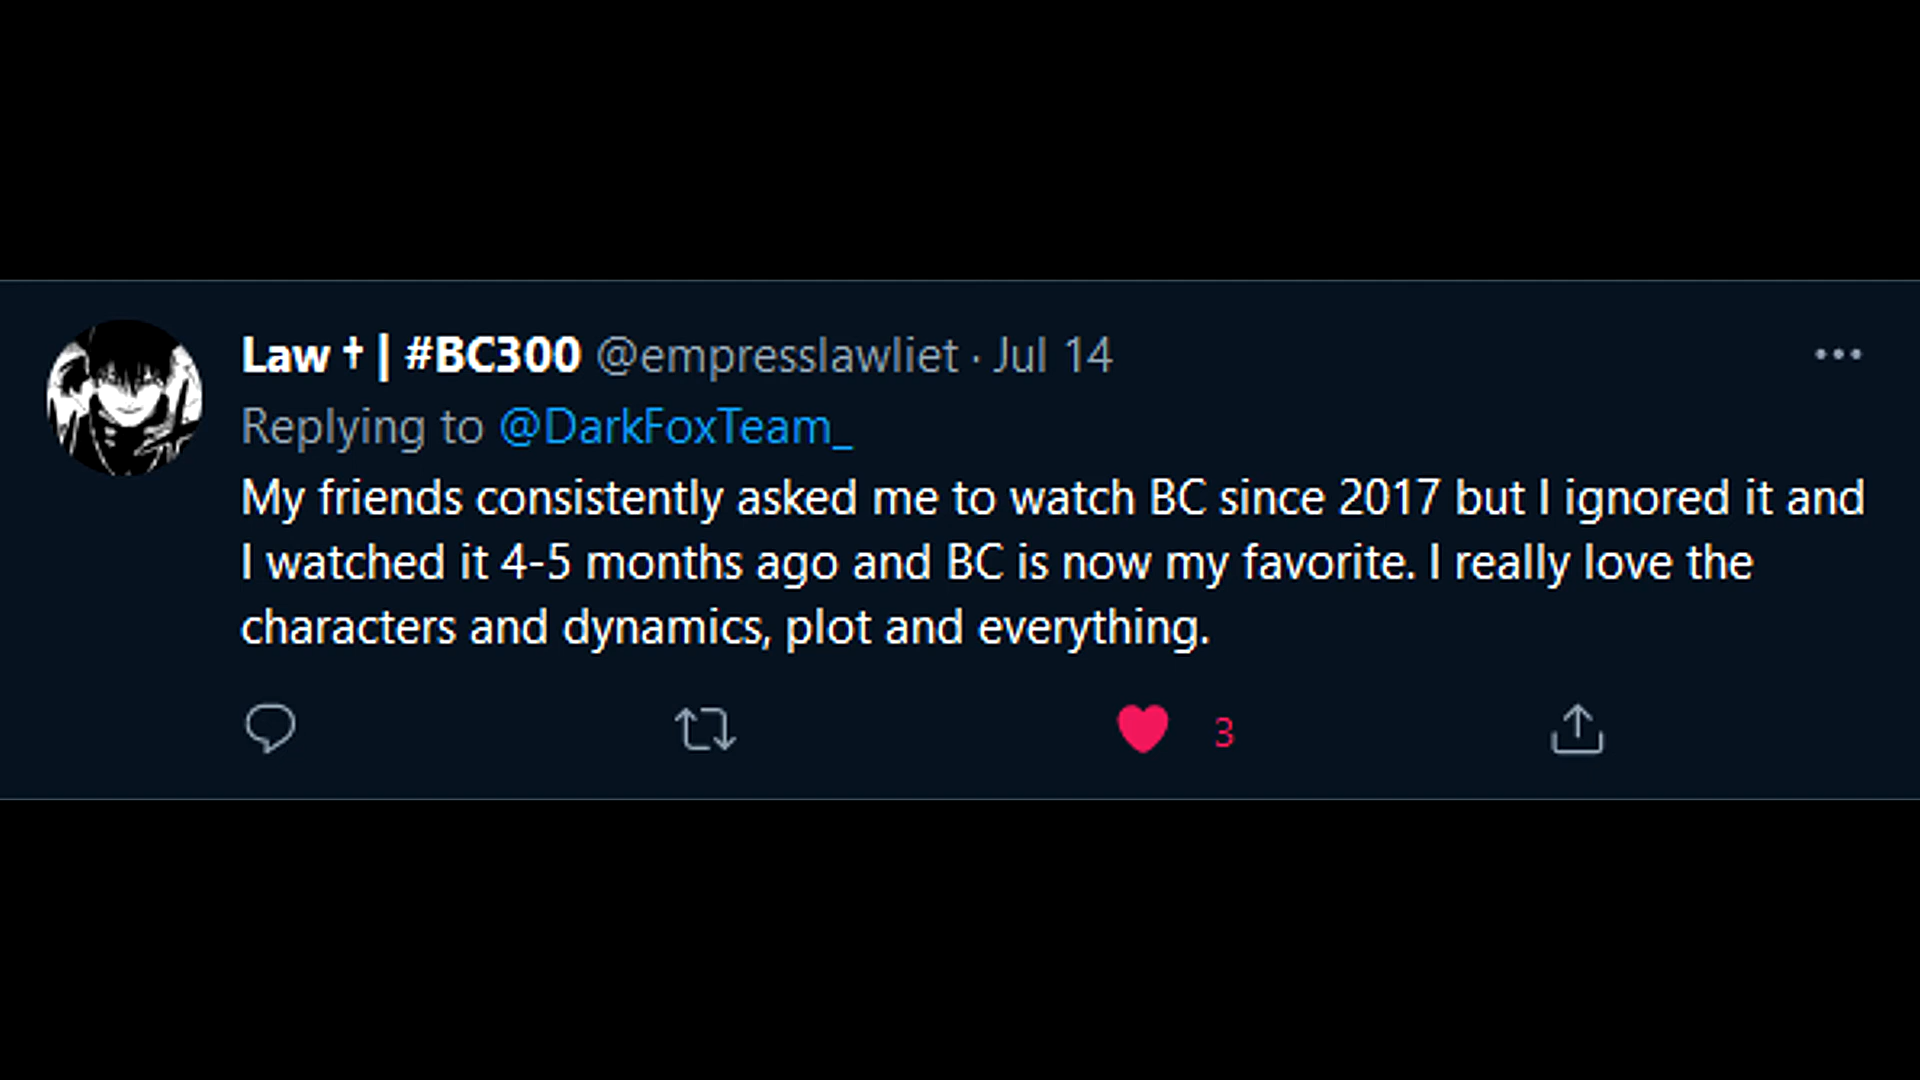 Law † | #BC300 @empresslawliet · Jul 14
Replying to @DarkFoxTeam_
My friends consistently asked me to watch BC since 2017 but I ignored it and
I watched it 4-5 months ago and BC is now my favorite. I really love the
characters and dynamics, plot and everything.
3